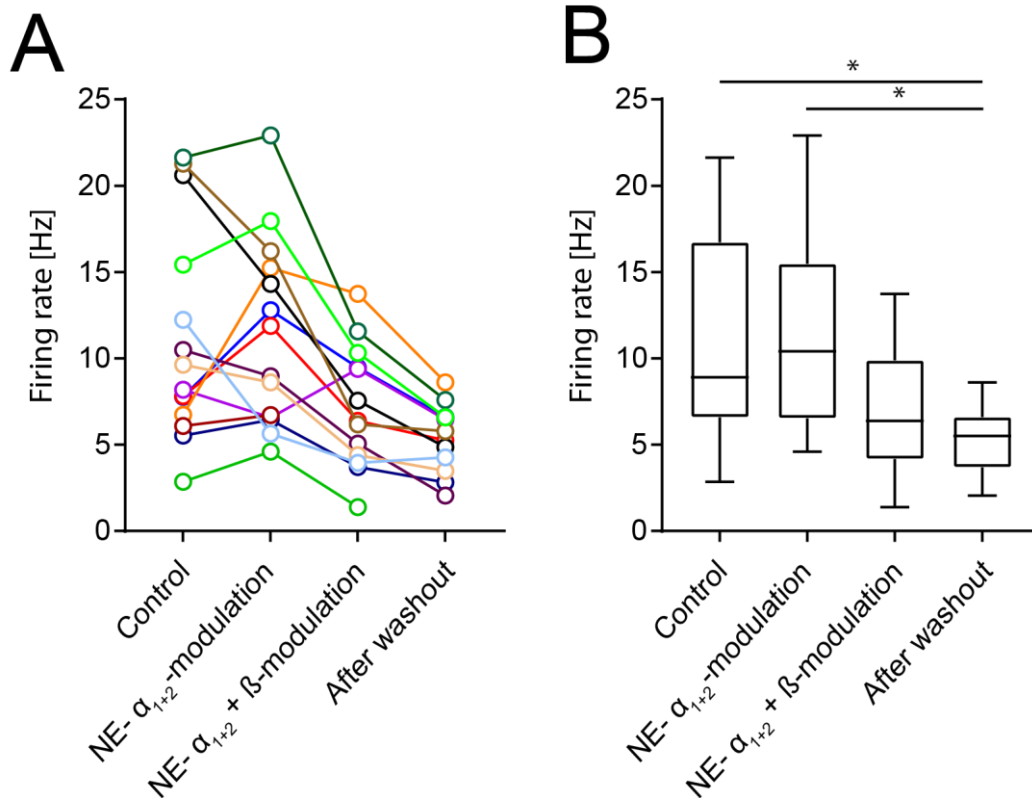 A
Firing rate [Hz]
25
20
15
10
5
0
Control
NE- α₁₊₂ -modulation
NE- α₁₊₂ + ß-modulation
After washout
B
*
*
Firing rate [Hz]
25
20
15
10
5
0
Control
NE- α₁₊₂ -modulation
NE- α₁₊₂ + ß-modulation
After washout